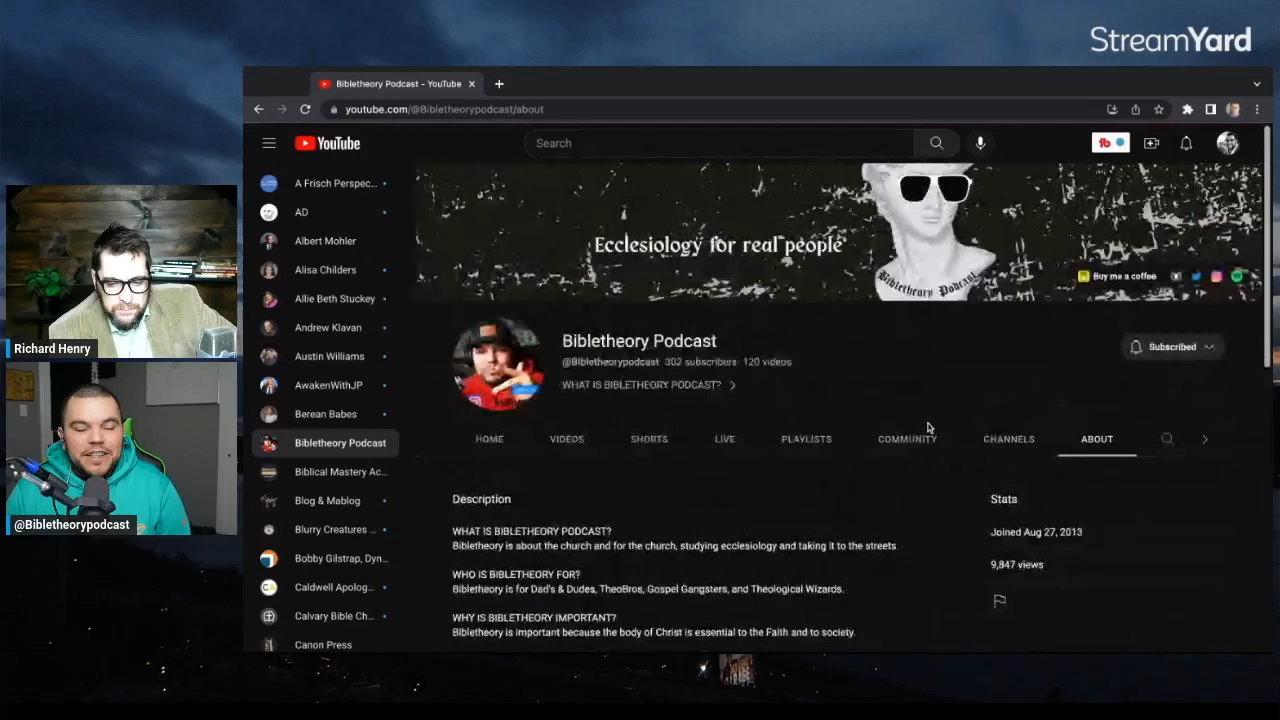 StreamYard
Bibletheory Podcast - YouTube
youtube.com/@Bibletheorypodcast/about
YouTube
Search
A Frisch Perspec...
AD
Albert Mohler
Alisa Childers
Allie Beth Stuckey
Andrew Klavan
Austin Williams
AwakenWithJP
Berean Babes
Bibletheory Podcast
Biblical Mastery Ac...
Blog & Mablog
Blurry Creatures ...
Bobby Gilstrap, Dyn...
Caldwell Apolog...
Calvary Bible Ch...
Canon Press
Ecclesiology for real people
Bibletheory Podcast
Buy me a coffee
Bibletheory Podcast
@Bibletheorypodcast 302 subscribers 120 videos
WHAT IS BIBLETHEORY PODCAST?
Subscribed
HOME VIDEOS SHORTS LIVE PLAYLISTS COMMUNITY CHANNELS ABOUT
Description
WHAT IS BIBLETHEORY PODCAST?
Bibletheory is about the church and for the church, studying ecclesiology and taking it to the streets.
WHO IS BIBLETHEORY FOR?
Bibletheory is for Dad's & Dudes, TheoBros, Gospel Gangsters, and Theological Wizards.
WHY IS BIBLETHEORY IMPORTANT?
Bibletheory is important because the body of Christ is essential to the Faith and to society.
Stats
Joined Aug 27, 2013
9,847 views
Richard Henry
@Bibletheorypodcast